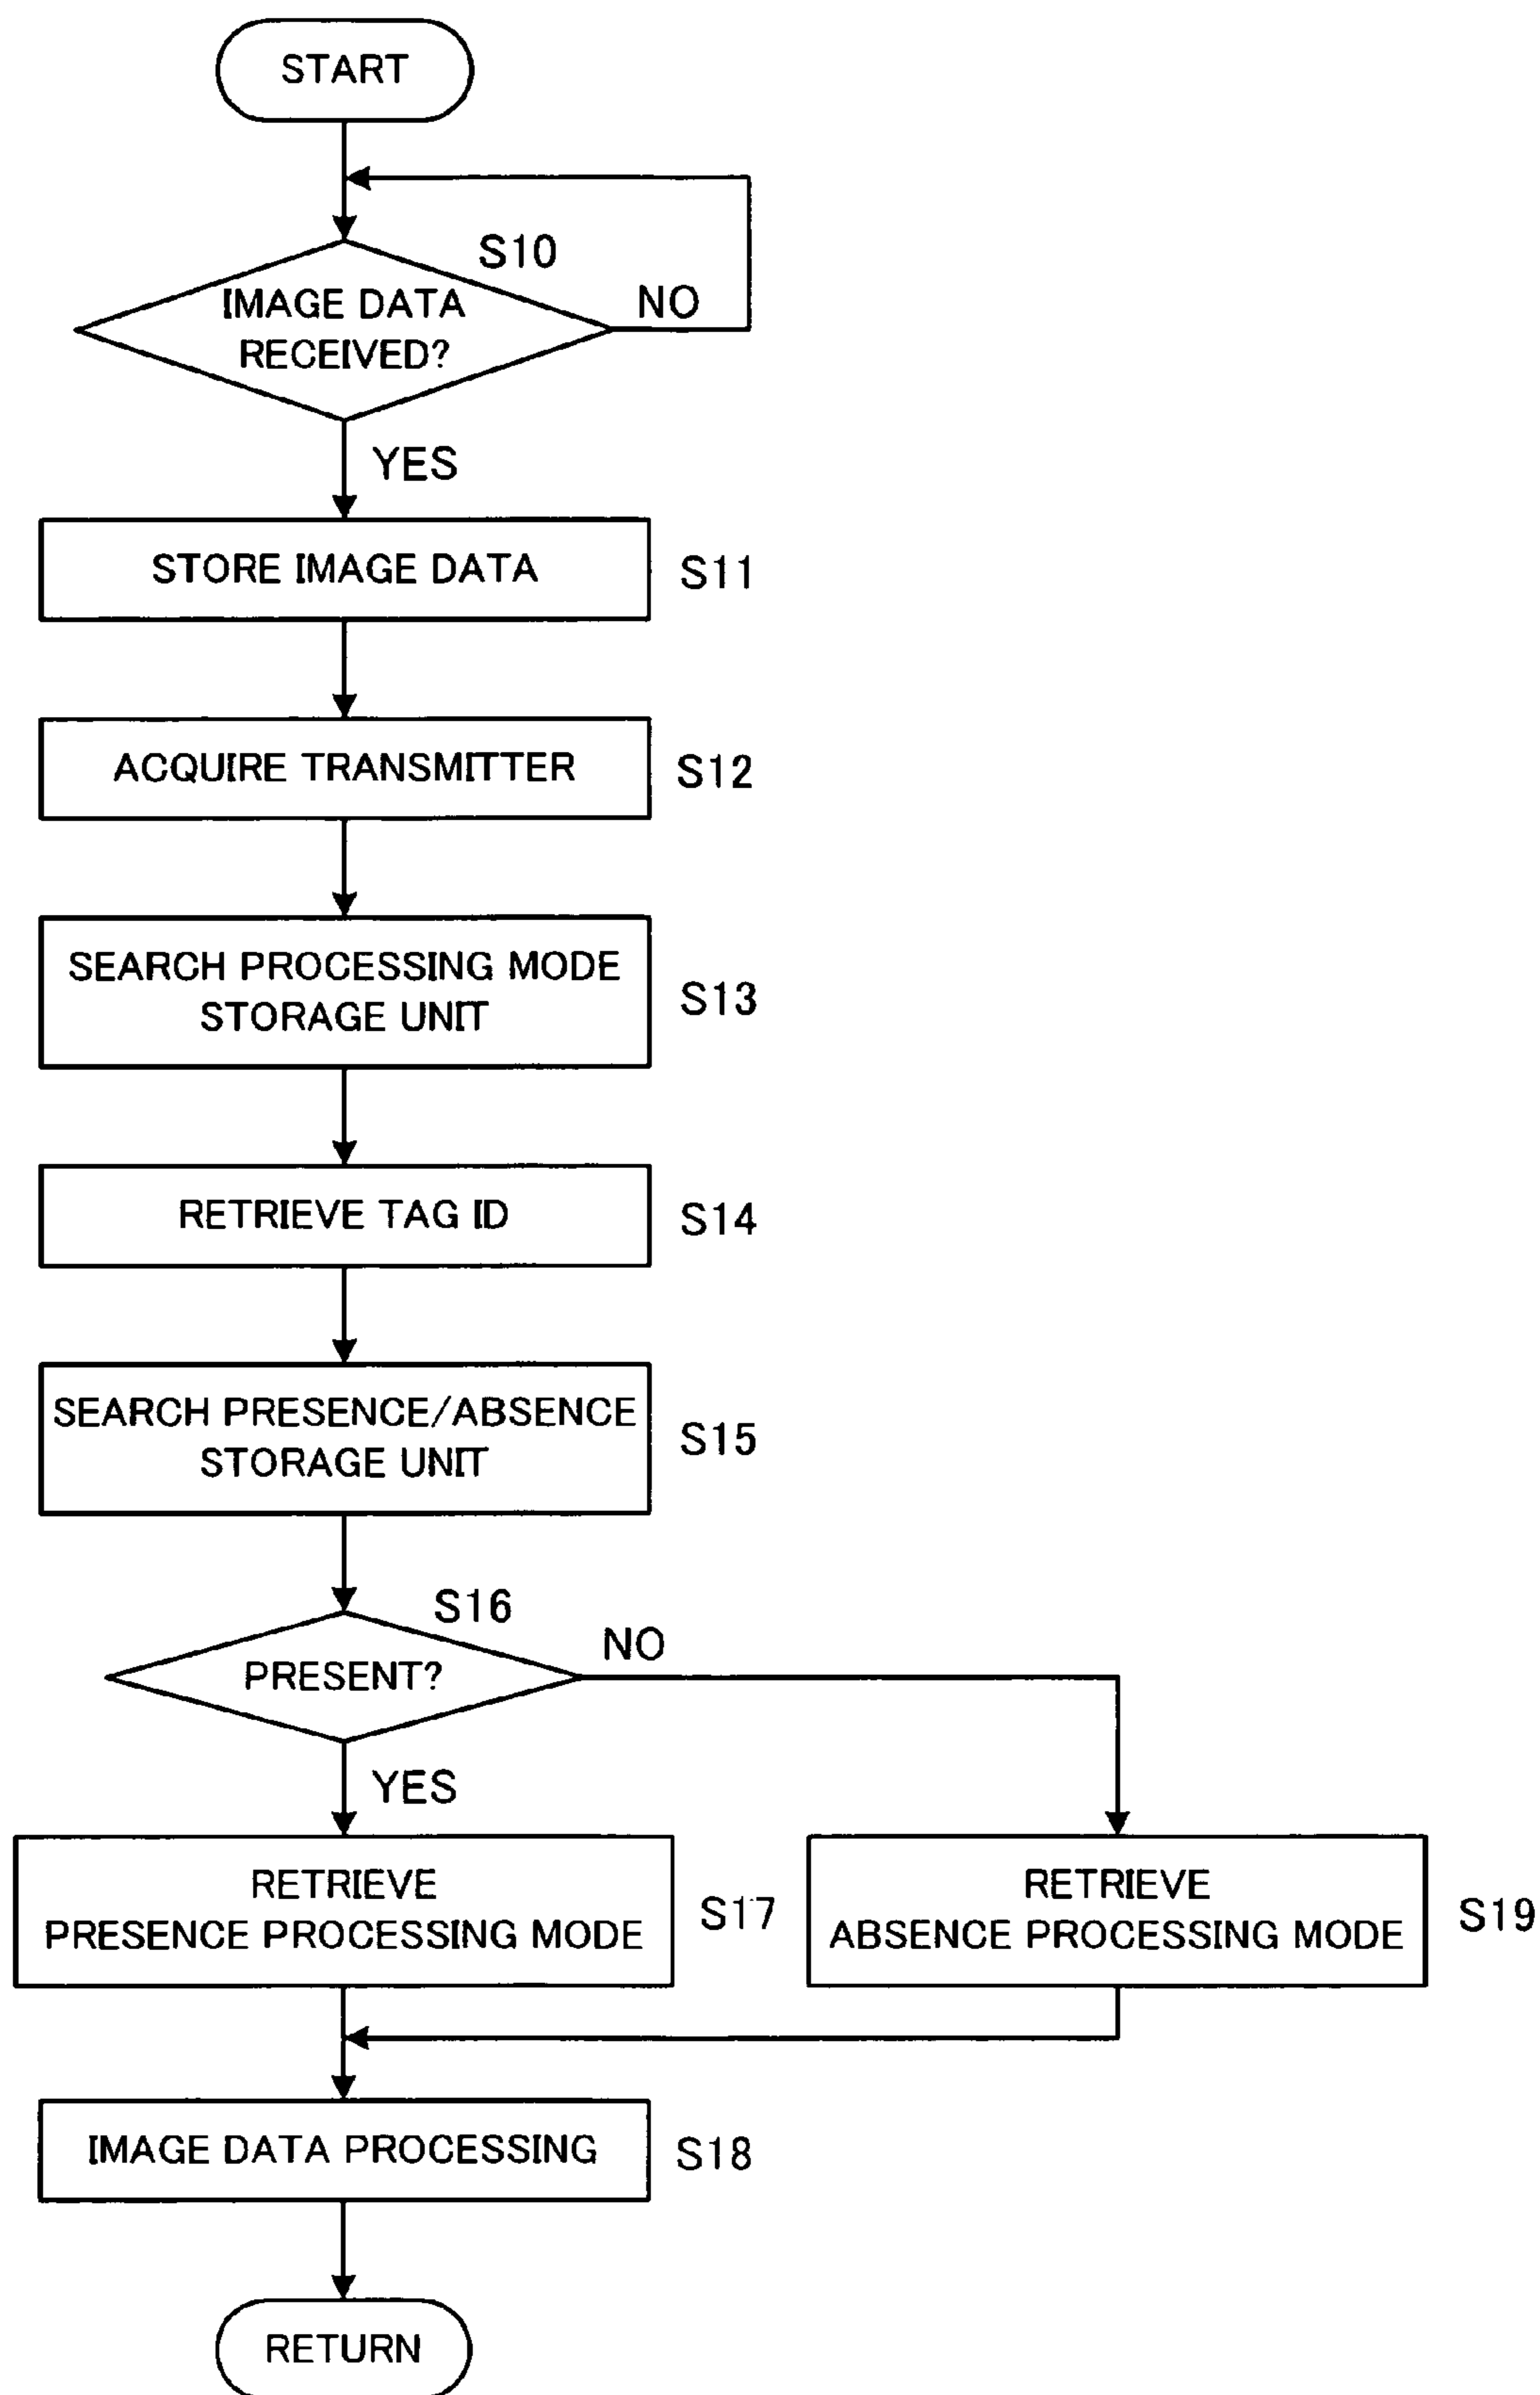 START
S10
IMAGE DATA
RECEIVED?
NO
YES
STORE IMAGE DATA
S11
ACQUIRE TRANSMITTER
S12
SEARCH PROCESSING MODE
STORAGE UNIT
S13
RETRIEVE TAG ID
S14
SEARCH PRESENCE/ABSENCE
STORAGE UNIT
S15
S16
PRESENT?
NO
YES
RETRIEVE
PRESENCE PROCESSING MODE
S17
RETRIEVE
ABSENCE PROCESSING MODE
S19
IMAGE DATA PROCESSING
S18
RETURN